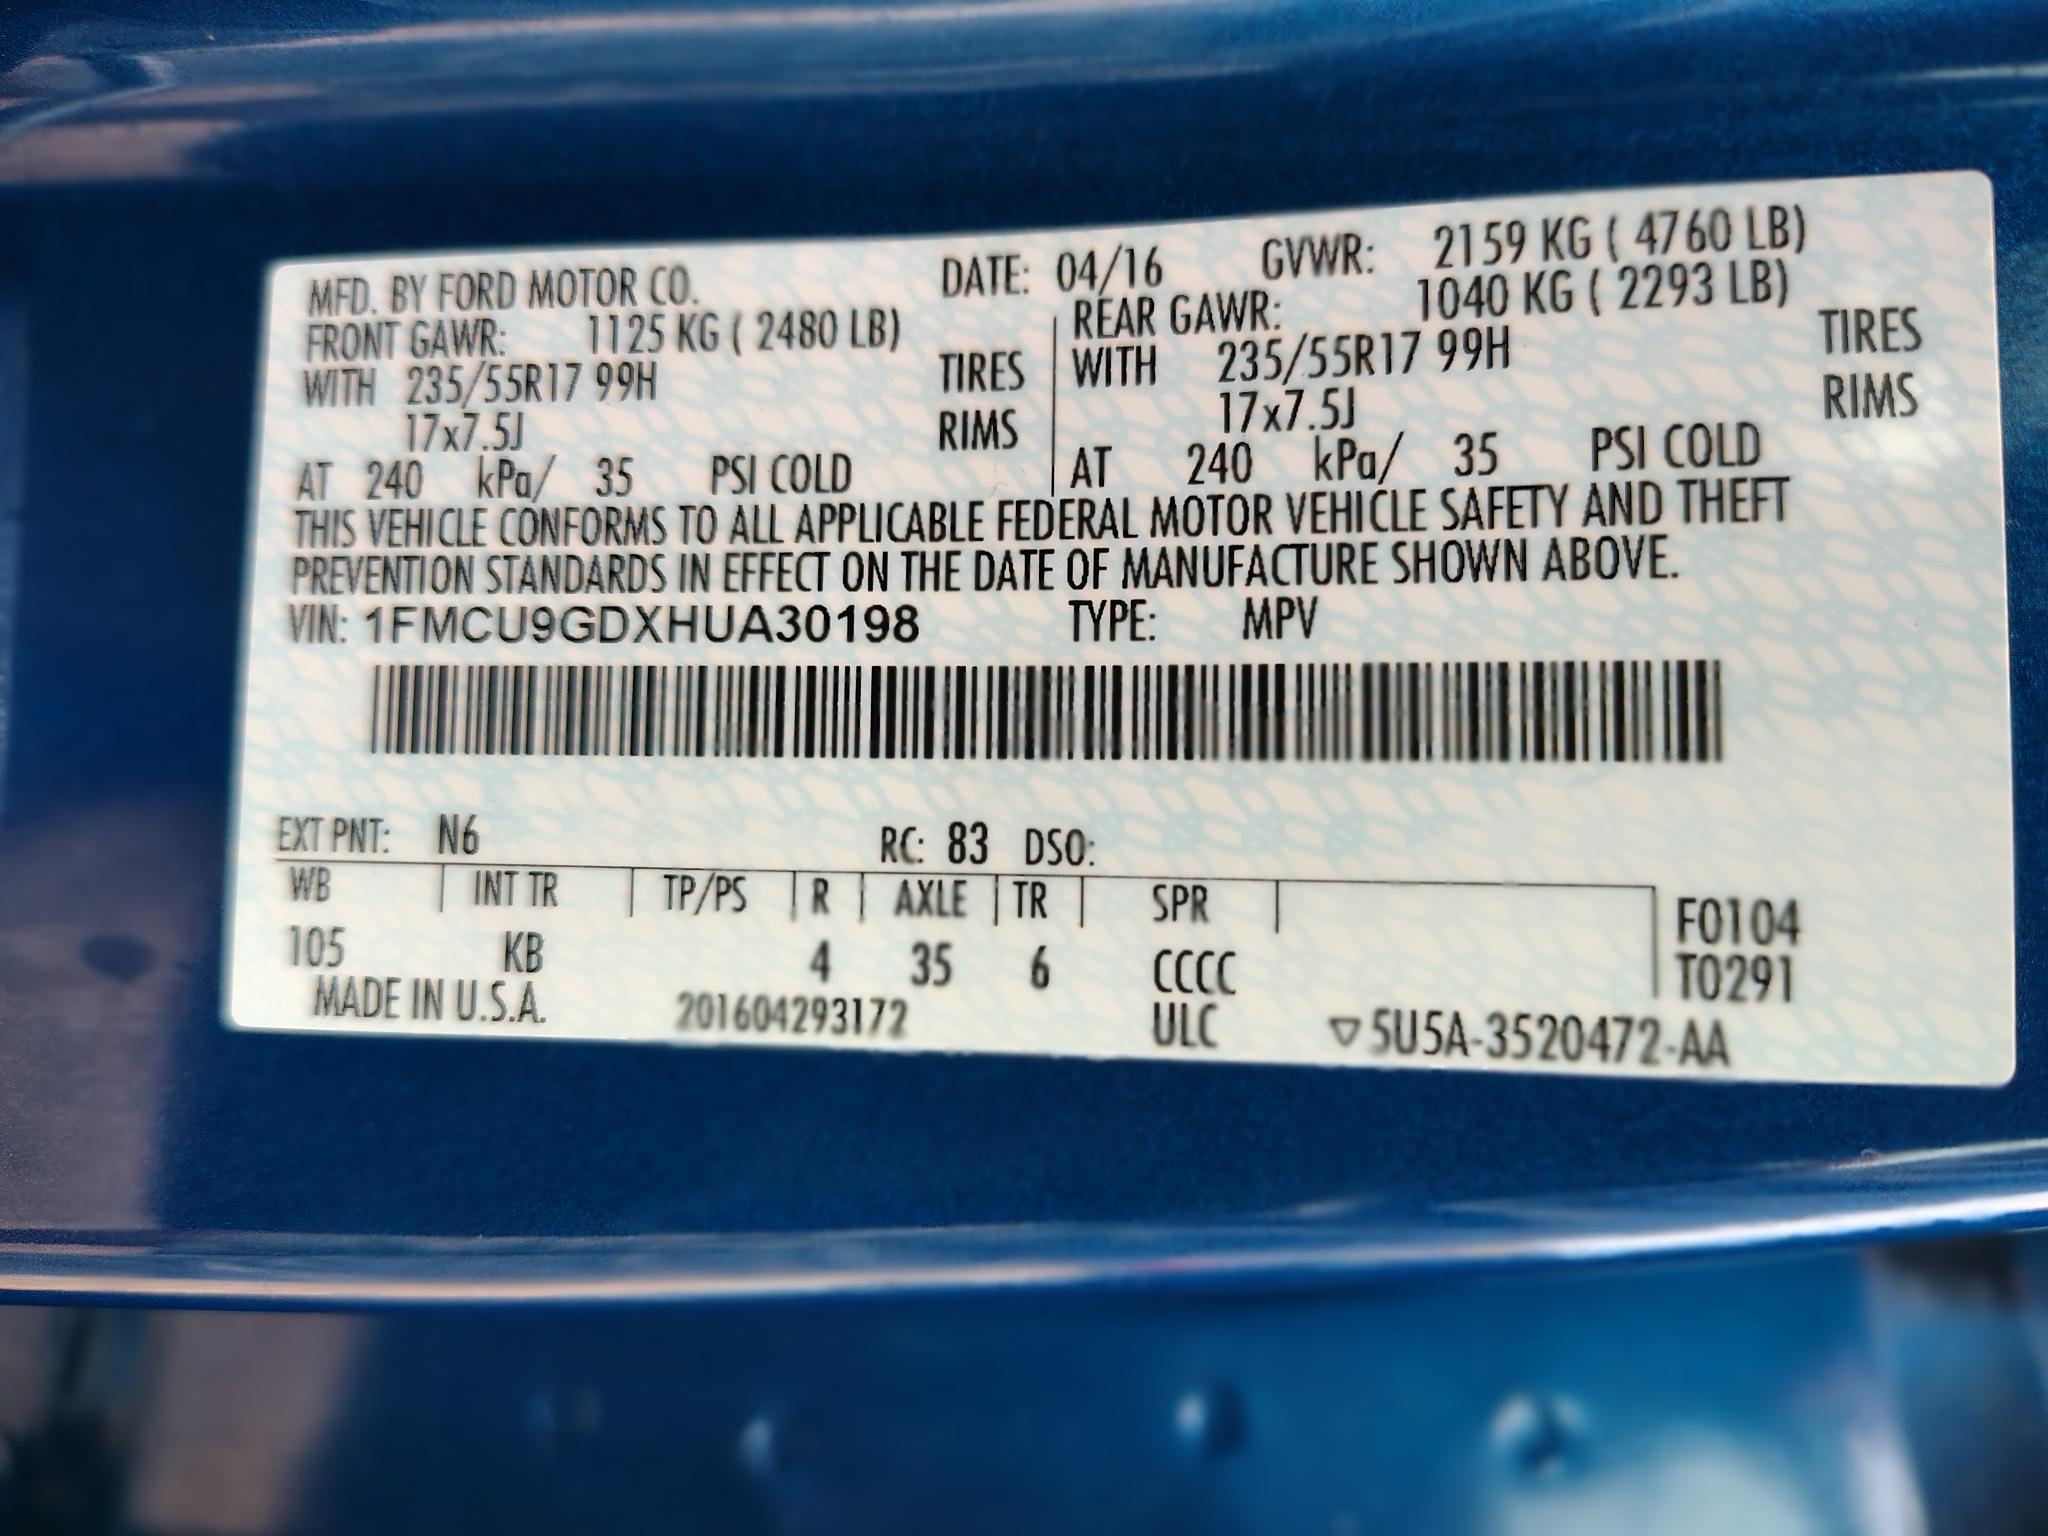 MFD. BY FORD MOTOR CO. DATE: 04/16 GVWR: 2159 KG ( 4760 LB)
FRONT GAWR: 1125 KG ( 2480 LB) REAR GAWR: 1040 KG ( 2293 LB)
WITH 235/55R17 99H TIRES WITH 235/55R17 99H TIRES
17x7.5J RIMS 17x7.5J RIMS
AT 240 kPa/ 35 PSI COLD AT 240 kPa/ 35 PSI COLD
THIS VEHICLE CONFORMS TO ALL APPLICABLE FEDERAL MOTOR VEHICLE SAFETY AND THEFT
PREVENTION STANDARDS IN EFFECT ON THE DATE OF MANUFACTURE SHOWN ABOVE.
VIN: 1FMCU9GDXHUA30198 TYPE: MPV
EXT PNT: N6 RC: 83 DSO:
WB INT TR TP/PS R AXLE TR SPR F0104
105 KB 4 35 6 CCCC T0291
MADE IN U.S.A. 201604293172 ULC ▽5U5A-3520472-AA